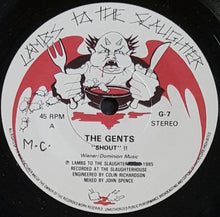 LAMBS TO THE SLAUGHTER
45 RPM
A
G-7
STEREO
M-C-
THE GENTS
"SHOUT" !!
Warner/Dominion Music
℗ LAMBS TO THE SLAUGHTER 1985
RECORDED AT THE SLAUGHTERHOUSE
ENGINEERED BY COLIN RICHARDSON
MIXED BY JOHN SPENCE